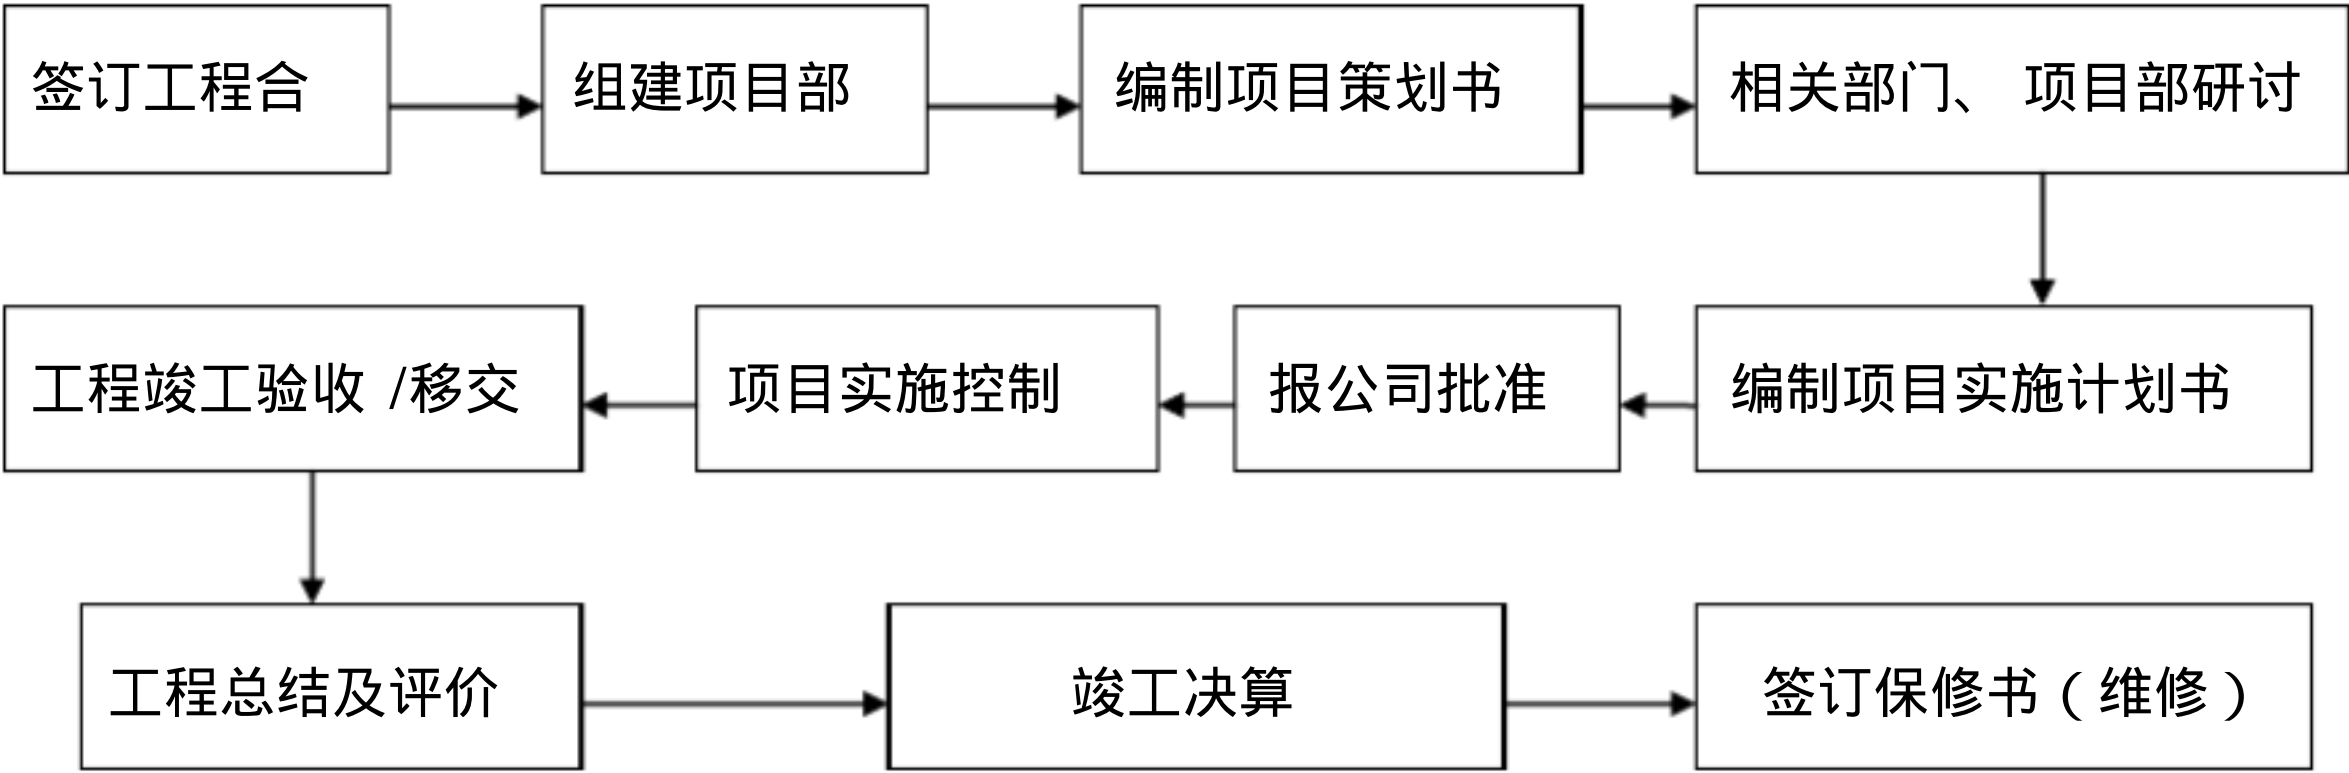 签订工程合
组建项目部
编制项目策划书
相关部门、 项目部研讨
工程竣工验收 /移交
项目实施控制
报公司批准
编制项目实施计划书
工程总结及评价
竣工决算
签订保修书（维修）